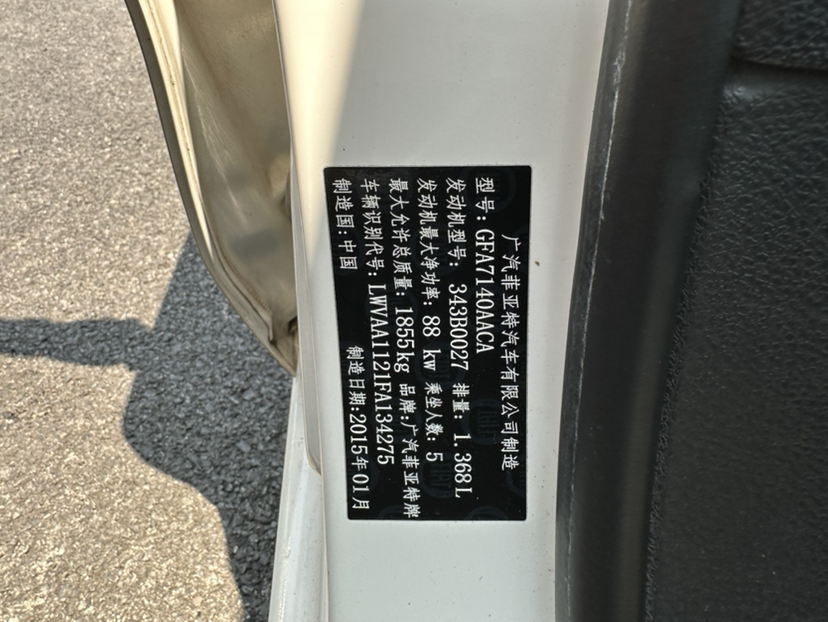 广汽菲亚特汽车有限公司制造
型号: GFA7140AACA
发动机型号: 343B0027 排量: 1.368L
发动机最大净功率: 88 kw 乘坐人数: 5
最大允许总质量: 1855kg 品牌:广汽菲亚特牌
车辆识别代号: LWVAA1121FA134275
制造国: 中国 制造日期:2015年01月